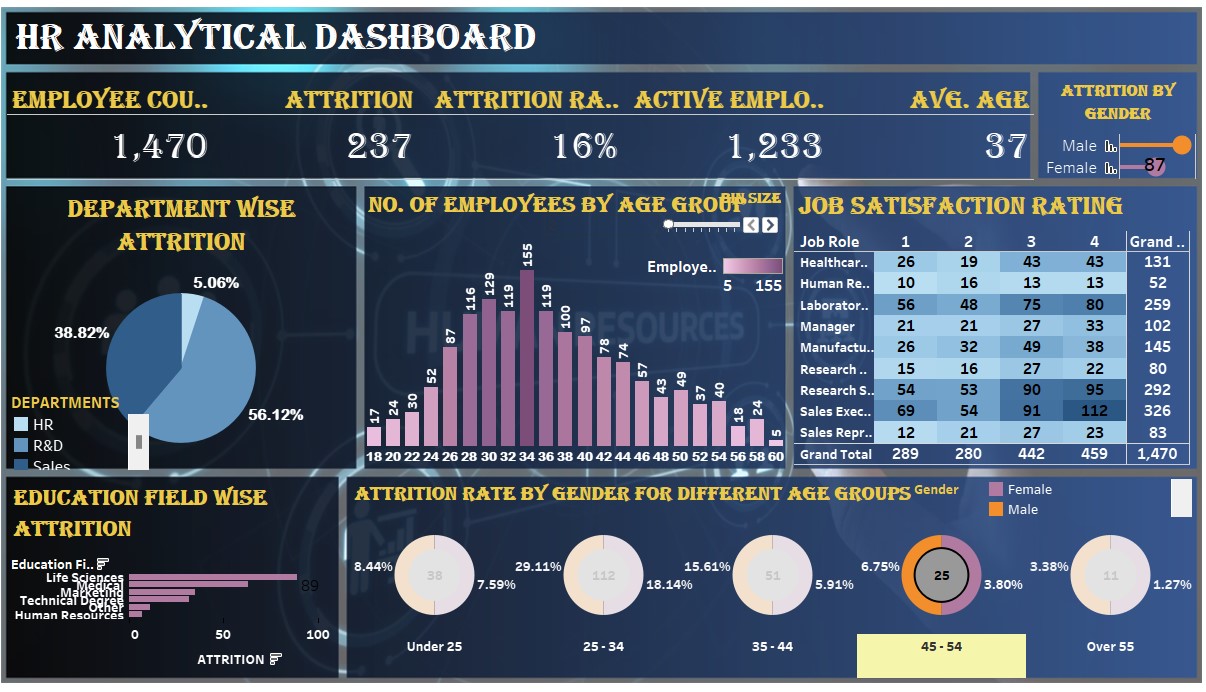 HR ANALYTICAL DASHBOARD
EMPLOYEE COU.. ATTRITION ATTRITION RA.. ACTIVE EMPLO.. AVG. AGE
1,470 237 16% 1,233 37
ATTRITION BY
GENDER
Male
Female 87
DEPARTMENT WISE
ATTRITION
5.06%
38.82%
56.12%
DEPARTMENTS
HR
R&D
Sales
NO. OF EMPLOYEES BY AGE GROUP
BIN SIZE
Employe..
5 155
17 24 30 52 87 116 129 119 155 119 100 97 78 74 57 43 49 37 40 18 24 5
18 20 22 24 26 28 30 32 34 36 38 40 42 44 46 48 50 52 54 56 58 60
JOB SATISFACTION RATING
Job Role 1 2 3 4 Grand ..
Healthcar.. 26 19 43 43 131
Human Re.. 10 16 13 13 52
Laborator.. 56 48 75 80 259
Manager 21 21 27 33 102
Manufactu.. 26 32 49 38 145
Research .. 15 16 27 22 80
Research S.. 54 53 90 95 292
Sales Exec.. 69 54 91 112 326
Sales Repr.. 12 21 27 23 83
Grand Total 289 280 442 459 1,470
EDUCATION FIELD WISE
ATTRITION
Education Fi..
Life Sciences 89
Medical
Marketing
Technical Degree
Other
Human Resources
0 50 100
ATTRITION
ATTRITION RATE BY GENDER FOR DIFFERENT AGE GROUPS
Gender
Female
Male
8.44% 38 7.59%
29.11% 112 18.14%
15.61% 51 5.91%
6.75% 25 3.80%
3.38% 11 1.27%
Under 25 25 - 34 35 - 44 45 - 54 Over 55